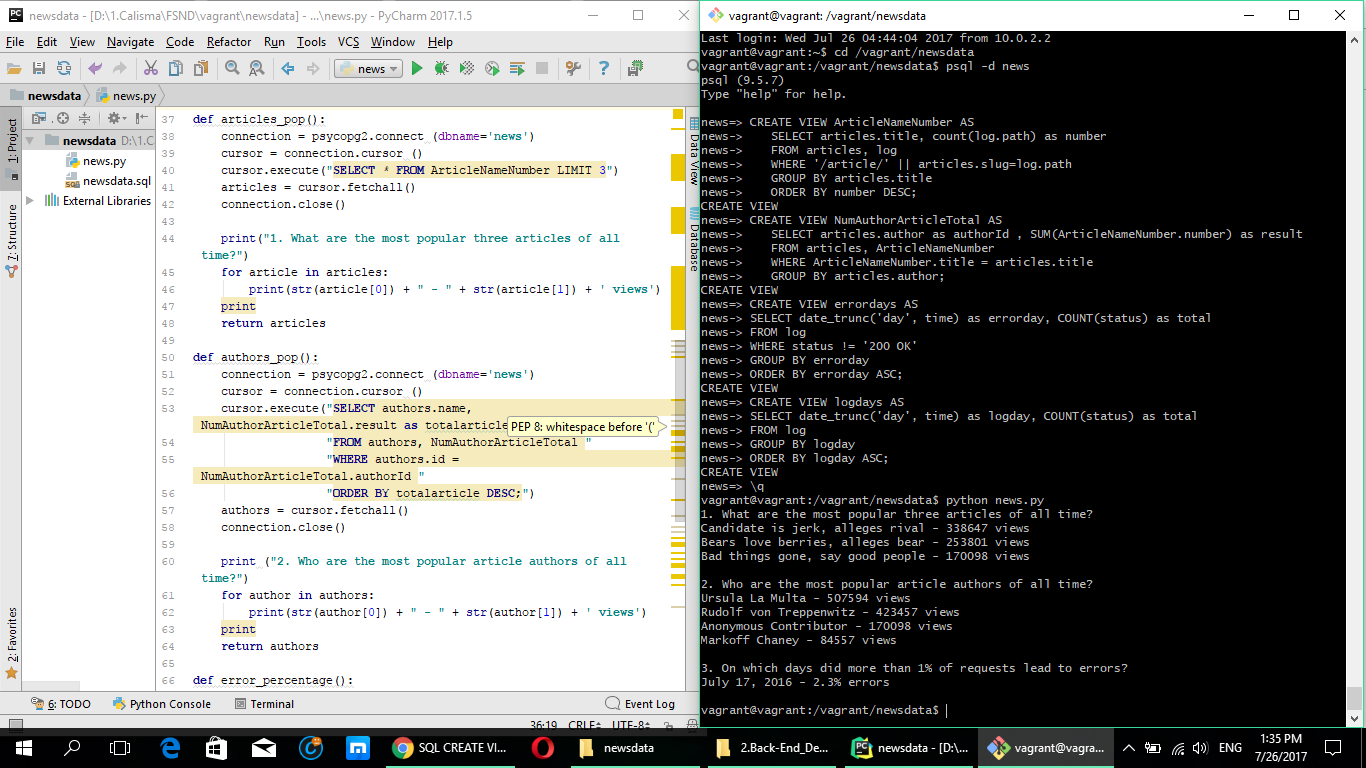 newsdata - [D:\1.Calisma\FSND\vagrant\newsdata] - ...\news.py - PyCharm 2017.1.5
File Edit View Navigate Code Refactor Run Tools VCS Window Help
news
newsdata news.py
1: Project
7: Structure
2: Favorites
newsdata D:\1.C
news.py
newsdata.sql
External Libraries
37 def articles_pop():
38 connection = psycopg2.connect (dbname='news')
39 cursor = connection.cursor ()
40 cursor.execute("SELECT * FROM ArticleNameNumber LIMIT 3")
41 articles = cursor.fetchall()
42 connection.close()
43
44 print("1. What are the most popular three articles of all
time?")
45 for article in articles:
46 print(str(article[0]) + " - " + str(article[1]) + ' views')
47 print
48 return articles
49
50 def authors_pop():
51 connection = psycopg2.connect (dbname='news')
52 cursor = connection.cursor ()
53 cursor.execute("SELECT authors.name,
NumAuthorArticleTotal.result as totalarticle
PEP 8: whitespace before '('
54 "FROM authors, NumAuthorArticleTotal "
55 "WHERE authors.id =
NumAuthorArticleTotal.authorId "
56 "ORDER BY totalarticle DESC;")
57 authors = cursor.fetchall()
58 connection.close()
59
60 print ("2. Who are the most popular article authors of all
time?")
61 for author in authors:
62 print(str(author[0]) + " - " + str(author[1]) + ' views')
63 print
64 return authors
65
66 def error_percentage():
Data View
Database
6: TODO Python Console Terminal Event Log
36:19 CRLF UTF-8
vagrant@vagrant: /vagrant/newsdata
Last login: Wed Jul 26 04:44:04 2017 from 10.0.2.2
vagrant@vagrant:~$ cd /vagrant/newsdata
vagrant@vagrant:/vagrant/newsdata$ psql -d news
psql (9.5.7)
Type "help" for help.
news=> CREATE VIEW ArticleNameNumber AS
news-> SELECT articles.title, count(log.path) as number
news-> FROM articles, log
news-> WHERE '/article/' || articles.slug=log.path
news-> GROUP BY articles.title
news-> ORDER BY number DESC;
CREATE VIEW
news=> CREATE VIEW NumAuthorArticleTotal AS
news-> SELECT articles.author as authorId , SUM(ArticleNameNumber.number) as result
news-> FROM articles, ArticleNameNumber
news-> WHERE ArticleNameNumber.title = articles.title
news-> GROUP BY articles.author;
CREATE VIEW
news=> CREATE VIEW errordays AS
news-> SELECT date_trunc('day', time) as errorday, COUNT(status) as total
news-> FROM log
news-> WHERE status != '200 OK'
news-> GROUP BY errorday
news-> ORDER BY errorday ASC;
CREATE VIEW
news=> CREATE VIEW logdays AS
news-> SELECT date_trunc('day', time) as logday, COUNT(status) as total
news-> FROM log
news-> GROUP BY logday
news-> ORDER BY logday ASC;
CREATE VIEW
news=> \q
vagrant@vagrant:/vagrant/newsdata$ python news.py
1. What are the most popular three articles of all time?
Candidate is jerk, alleges rival - 338647 views
Bears love berries, alleges bear - 253801 views
Bad things gone, say good people - 170098 views
2. Who are the most popular article authors of all time?
Ursula La Multa - 507594 views
Rudolf von Treppenwitz - 423457 views
Anonymous Contributor - 170098 views
Markoff Chaney - 84557 views
3. On which days did more than 1% of requests lead to errors?
July 17, 2016 - 2.3% errors
vagrant@vagrant:/vagrant/newsdata$
SQL CREATE VI... newsdata 2.Back-End_De... newsdata - [D:\... vagrant@vagra... ENG
1:35 PM
7/26/2017